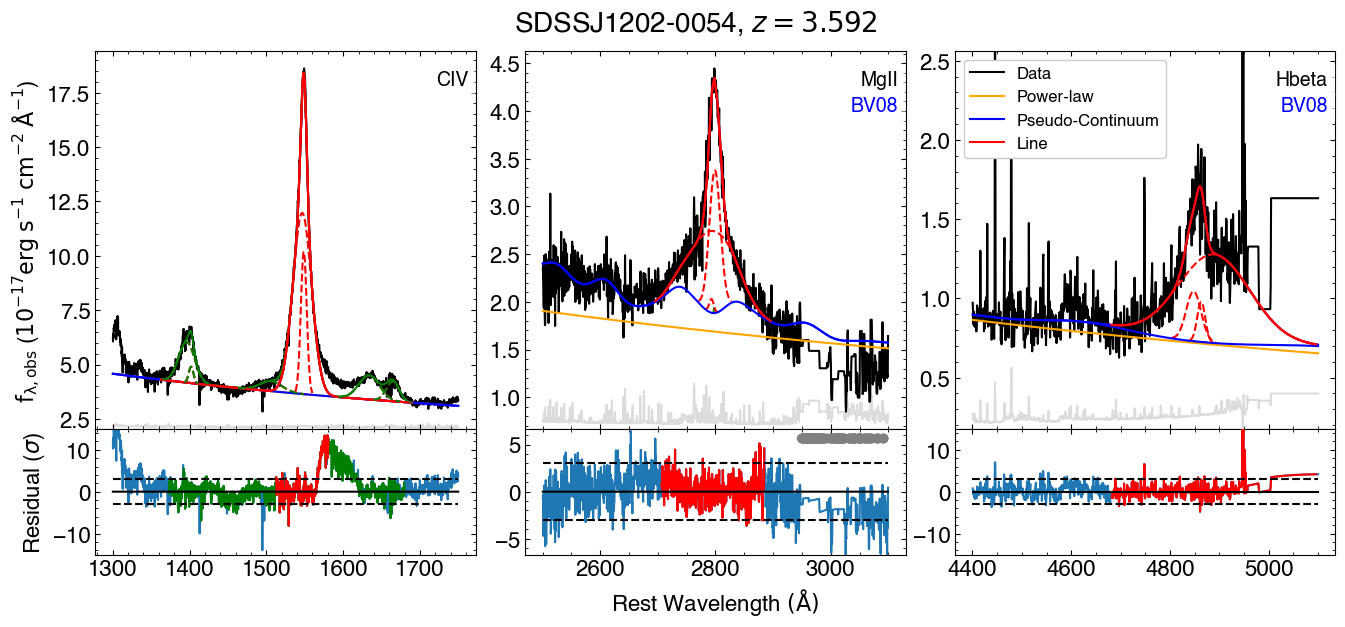 SDSSJ1202-0054, z = 3.592
f_λ,obs (10⁻¹⁷erg s⁻¹ cm⁻² Å⁻¹)
17.5
15.0
12.5
10.0
7.5
5.0
2.5
CIV
4.5
4.0
3.5
3.0
2.5
2.0
1.5
1.0
MgII
BV08
2.5
2.0
1.5
1.0
0.5
Data
Power-law
Pseudo-Continuum
Line
Hbeta
BV08
Residual (σ)
10
0
−10
1300 1400 1500 1600 1700
5
0
−5
2600 2800 3000
10
0
−10
4400 4600 4800 5000
Rest Wavelength (Å)